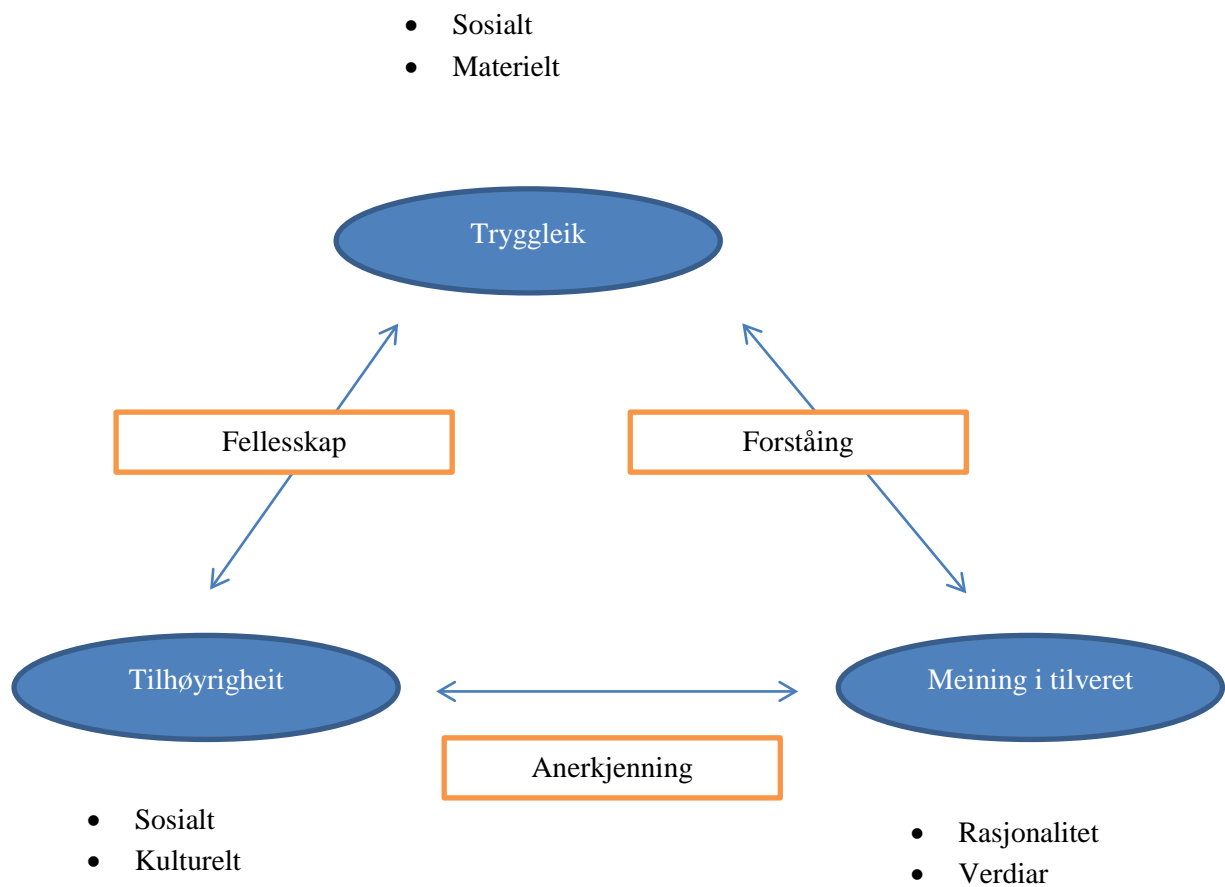 • Sosialt
• Materielt
Tryggleik
Fellesskap
Forståing
Tilhøyrigheit
Meining i tilveret
Anerkjenning
• Sosialt
• Kulturelt
• Rasjonalitet
• Verdiar